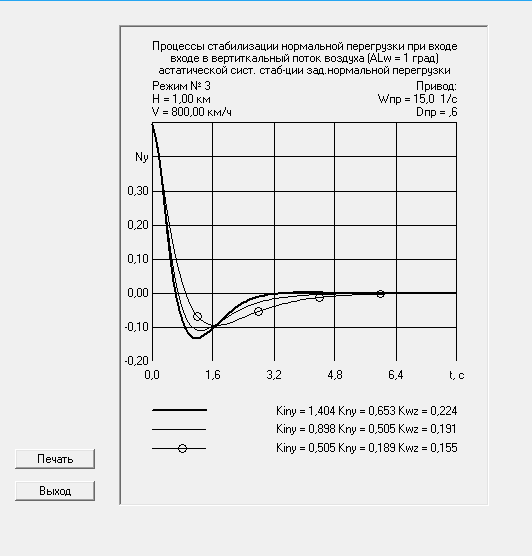 Процессы стабилизации нормальной перегрузки при входе
входе в вертиткальный поток воздуха (ALw = 1 град)
астатической сист. стаб-ции зад.нормальной перегрузки
Режим № 3 Привод:
H = 1,00 км Wпр = 15,0 1/с
V = 800,00 км/ч Dпр = ,6
Ny
0,30
0,20
0,10
0,00
-0,10
-0,20
0,0 1,6 3,2 4,8 6,4 t, с
Kiny = 1,404 Kny = 0,653 Kwz = 0,224
Kiny = 0,898 Kny = 0,505 Kwz = 0,191
Kiny = 0,505 Kny = 0,189 Kwz = 0,155
Печать
Выход